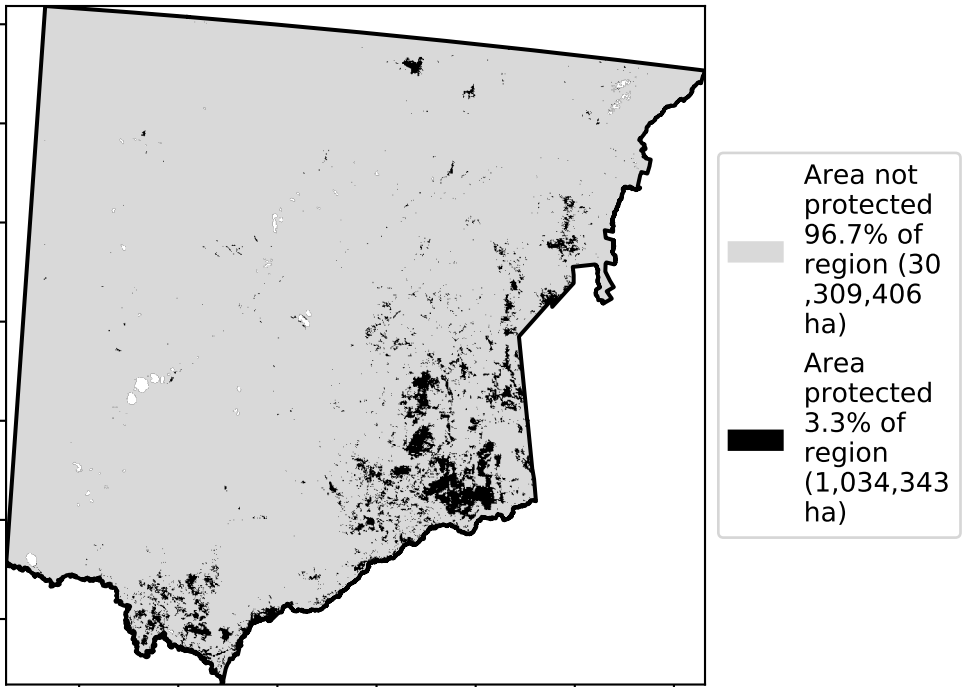 Area not
protected
96.7% of
region (30
,309,406
ha)
Area
protected
3.3% of
region
(1,034,343
ha)